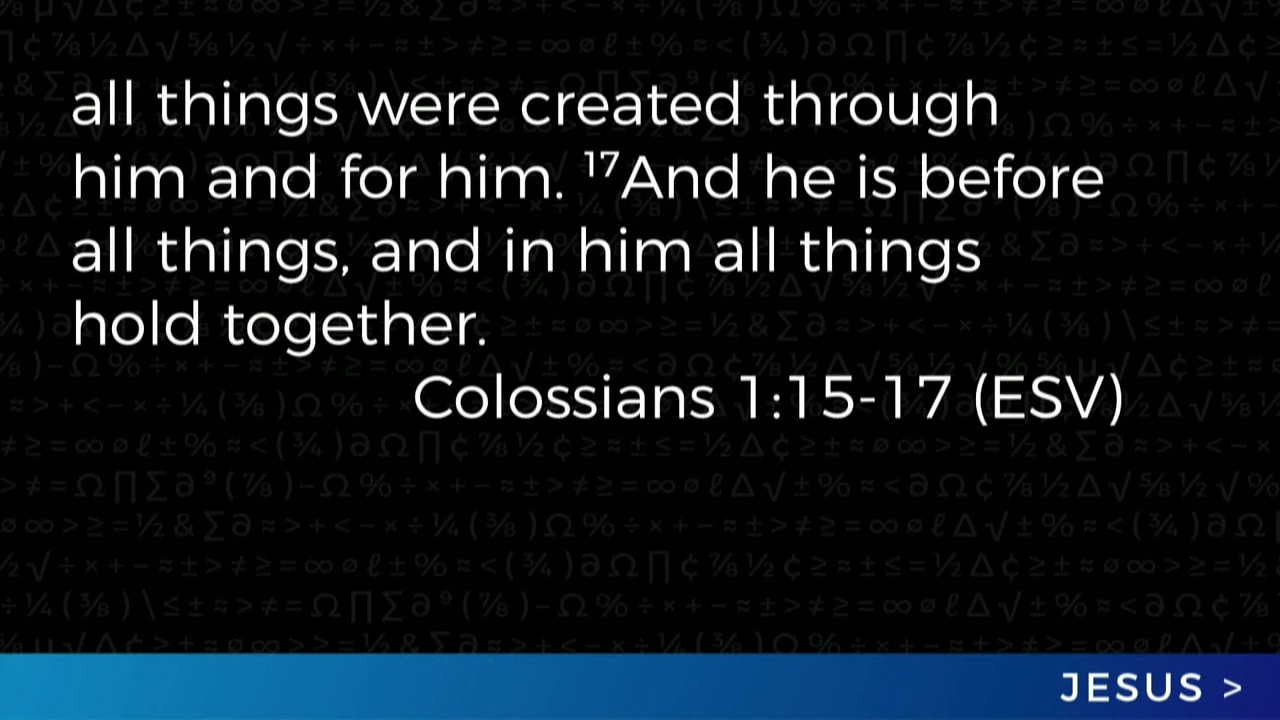 all things were created through
him and for him. ¹⁷And he is before
all things, and in him all things
hold together.
Colossians 1:15-17 (ESV)
JESUS >